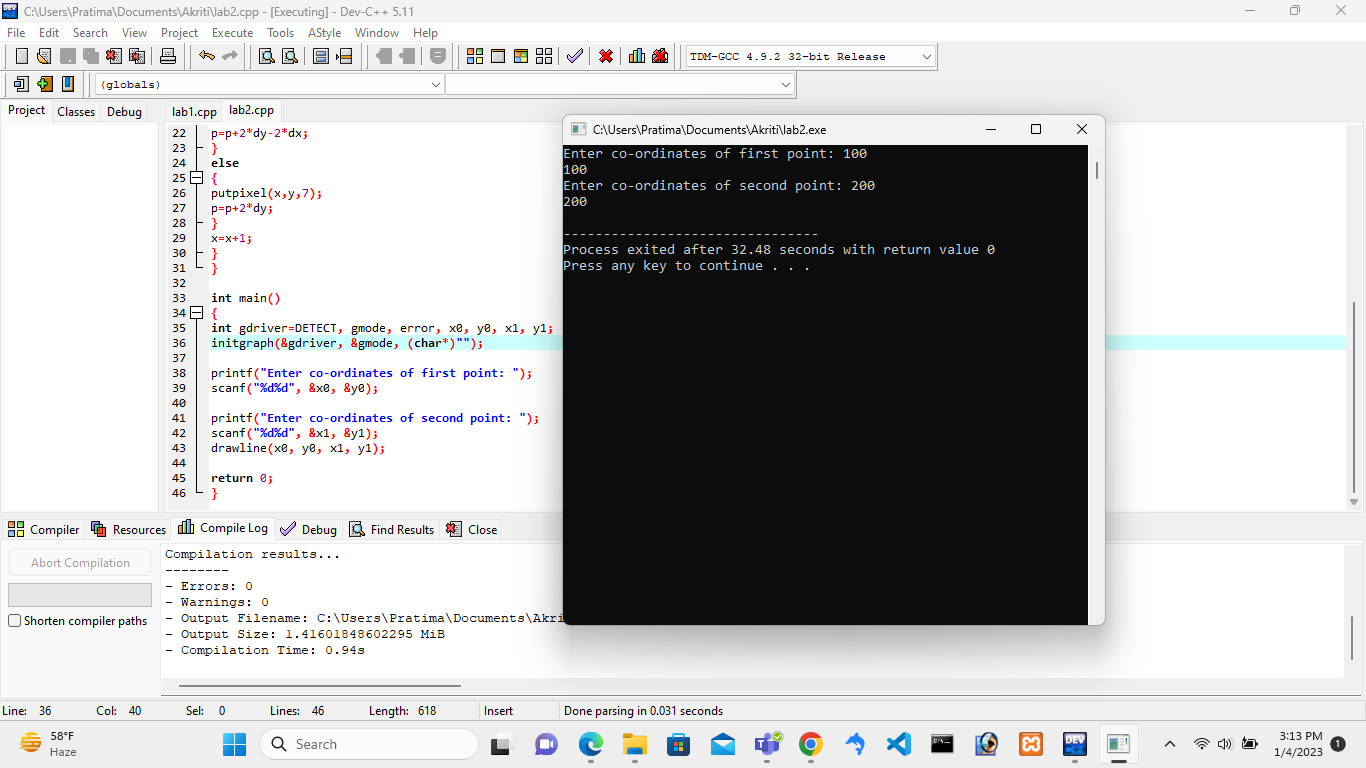 C:\Users\Pratima\Documents\Akriti\lab2.cpp - [Executing] - Dev-C++ 5.11
File Edit Search View Project Execute Tools AStyle Window Help
TDM-GCC 4.9.2 32-bit Release
(globals)
Project Classes Debug
lab1.cpp lab2.cpp
22 p=p+2*dy-2*dx;
23 }
24 else
25 {
26 putpixel(x,y,7);
27 p=p+2*dy;
28 }
29 x=x+1;
30 }
31 }
32
33 int main()
34 {
35 int gdriver=DETECT, gmode, error, x0, y0, x1, y1;
36 initgraph(&gdriver, &gmode, (char*)"");
37
38 printf("Enter co-ordinates of first point: ");
39 scanf("%d%d", &x0, &y0);
40
41 printf("Enter co-ordinates of second point: ");
42 scanf("%d%d", &x1, &y1);
43 drawline(x0, y0, x1, y1);
44
45 return 0;
46 }
C:\Users\Pratima\Documents\Akriti\lab2.exe
Enter co-ordinates of first point: 100
100
Enter co-ordinates of second point: 200
200
--------------------------------
Process exited after 32.48 seconds with return value 0
Press any key to continue . . .
Compiler Resources Compile Log Debug Find Results Close
Abort Compilation
Shorten compiler paths
Compilation results...
--------
- Errors: 0
- Warnings: 0
- Output Filename: C:\Users\Pratima\Documents\Akri
- Output Size: 1.41601848602295 MiB
- Compilation Time: 0.94s
Line: 36 Col: 40 Sel: 0 Lines: 46 Length: 618 Insert Done parsing in 0.031 seconds
58°F
Haze
Search
DEV
3:13 PM
1/4/2023
1